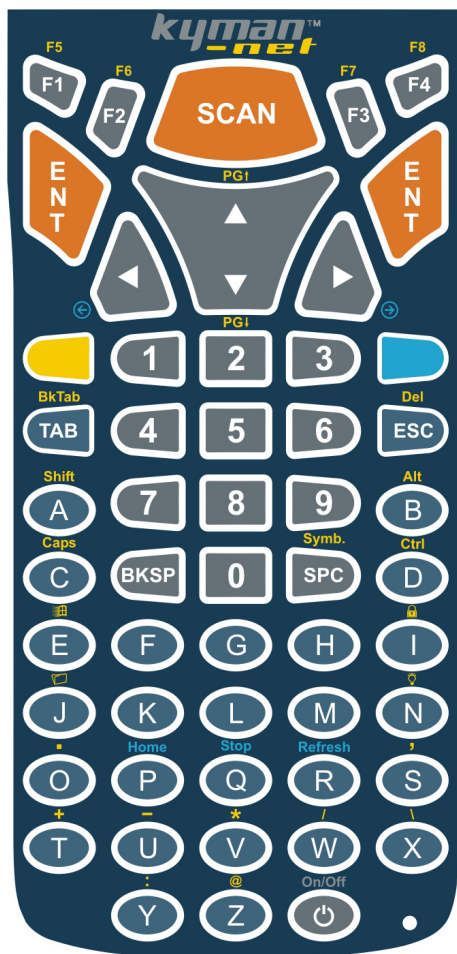 kyman™
-net
F5 F8
F6 F7
F1 F4
F2 SCAN F3
ENT ENT
PG↑
PG↓
1 2 3
BkTab Del
TAB 4 5 6 ESC
Shift Alt
A 7 8 9 B
Caps Symb. Ctrl
C BKSP 0 SPC D
E F G H I
J K L M N
. Home Stop Refresh ,
O P Q R S
+ - * / \
T U V W X
: @ On/Off
Y Z